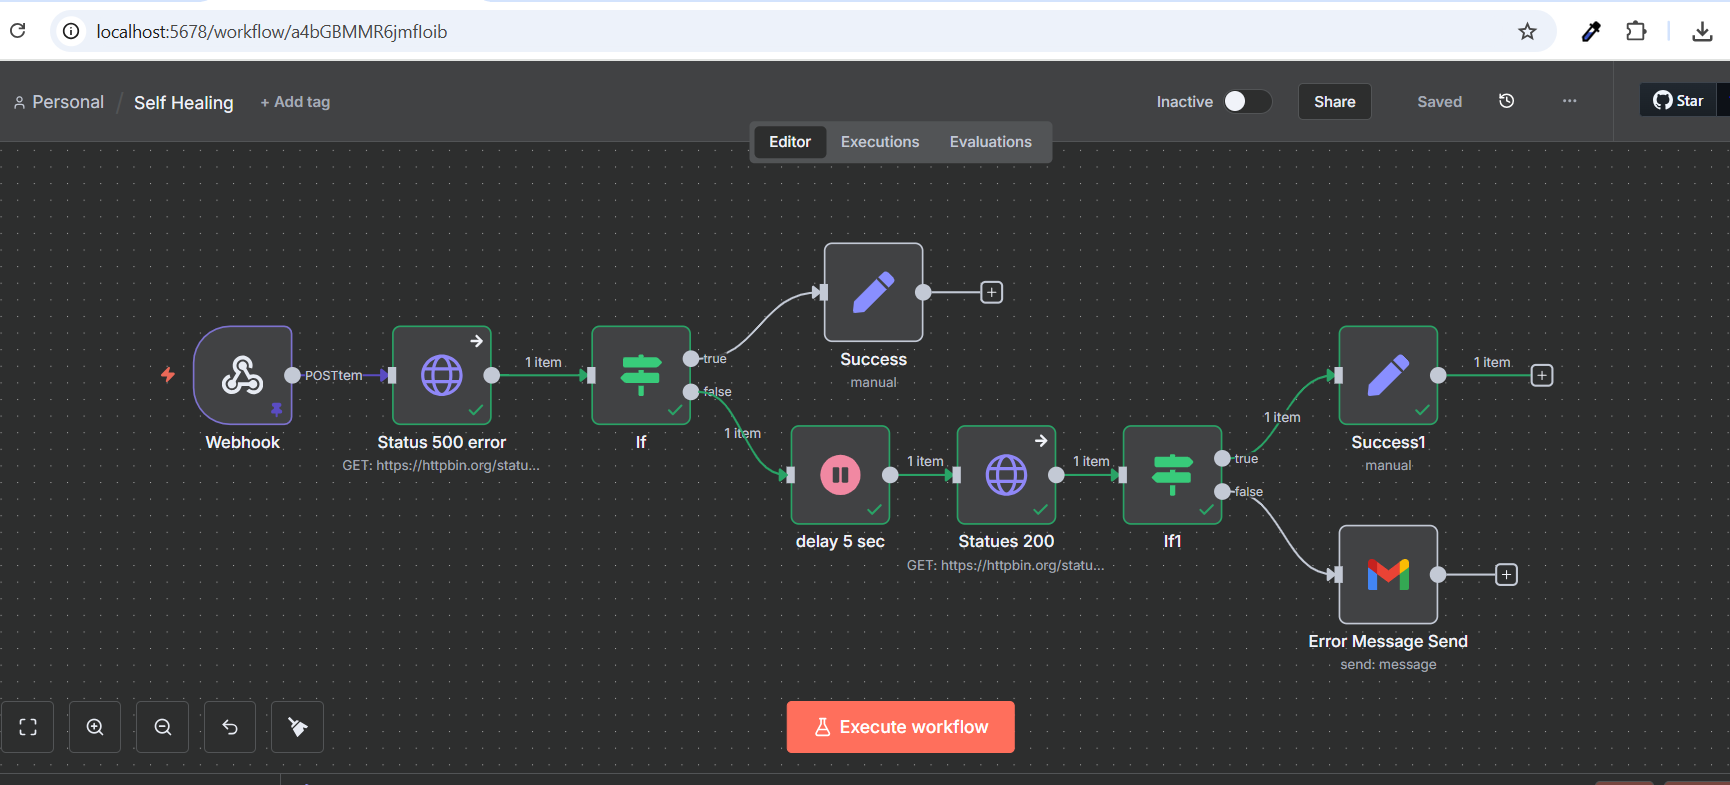 localhost:5678/workflow/a4bGBMMR6jmfloib
Personal / Self Healing + Add tag
Inactive Share Saved ... Star
Editor Executions Evaluations
Success
manual
true
false
1 item
POSTtem
1 item
Webhook
Status 500 error
GET: https://httpbin.org/statu...
If
delay 5 sec
1 item
Statues 200
GET: https://httpbin.org/statu...
1 item
If1
true
false
1 item
Success1
manual
1 item
Error Message Send
send: message
Execute workflow